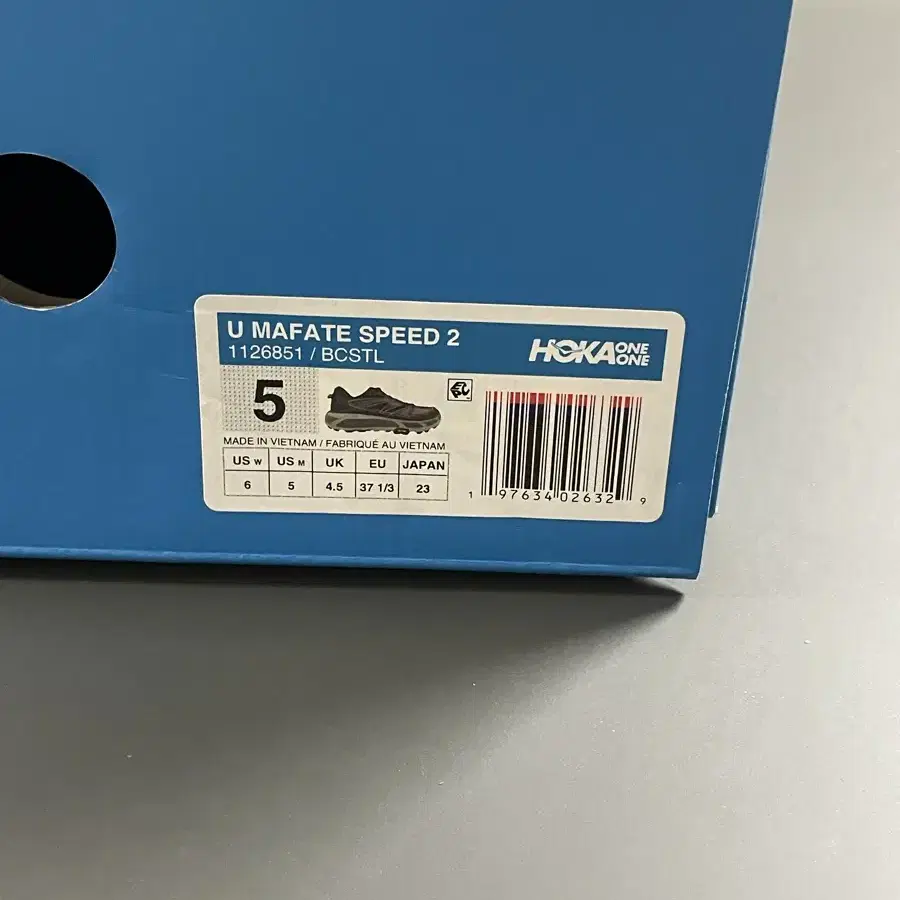 U MAFATE SPEED 2
1126851 / BCSTL
HOKA ONE ONE
5
MADE IN VIETNAM / FABRIQUÉ AU VIETNAM
US W US M UK EU JAPAN
6 5 4.5 37 1/3 23
1 97634 02632 9